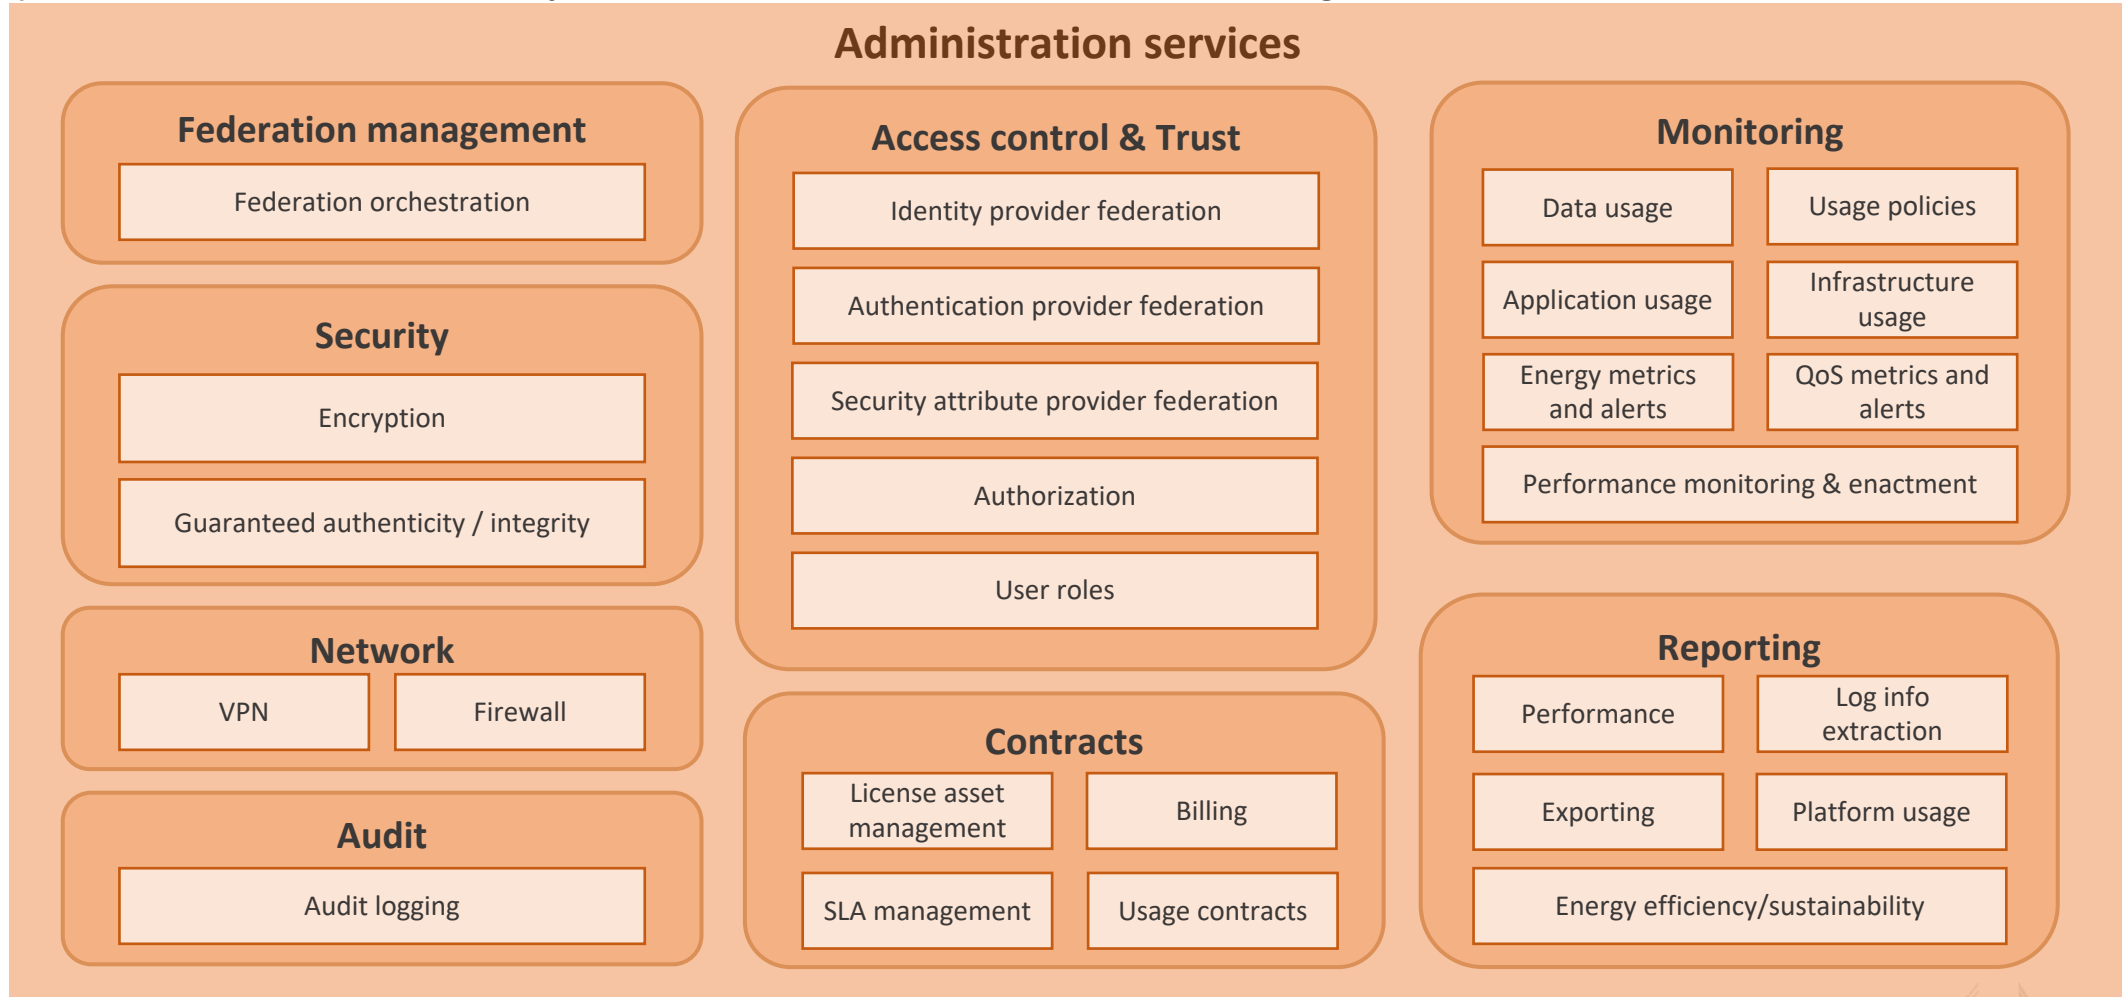 Administration services
Federation management
Federation orchestration
Security
Encryption
Guaranteed authenticity / integrity
Network
VPN
Firewall
Audit
Audit logging
Access control & Trust
Identity provider federation
Authentication provider federation
Security attribute provider federation
Authorization
User roles
Contracts
License asset
management
Billing
SLA management
Usage contracts
Monitoring
Data usage
Usage policies
Application usage
Infrastructure
usage
Energy metrics
and alerts
QoS metrics and
alerts
Performance monitoring & enactment
Reporting
Performance
Log info
extraction
Exporting
Platform usage
Energy efficiency/sustainability